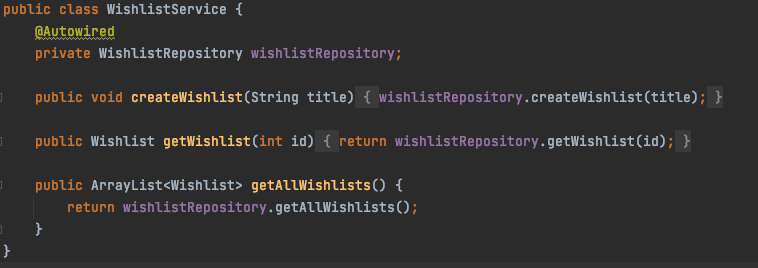 public class WishlistService {
@Autowired
private WishlistRepository wishlistRepository;
public void createWishlist(String title) { wishlistRepository.createWishlist(title); }
public Wishlist getWishlist(int id) { return wishlistRepository.getWishlist(id); }
public ArrayList<Wishlist> getAllWishlists() {
return wishlistRepository.getAllWishlists();
}
}